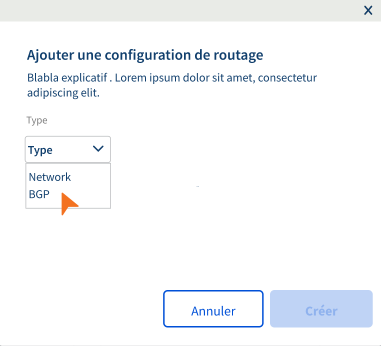 Ajouter une configuration de routage
Blabla explicatif . Lorem ipsum dolor sit amet, consectetur
adipiscing elit.
Type
Type
Network
BGP
Annuler
Créer